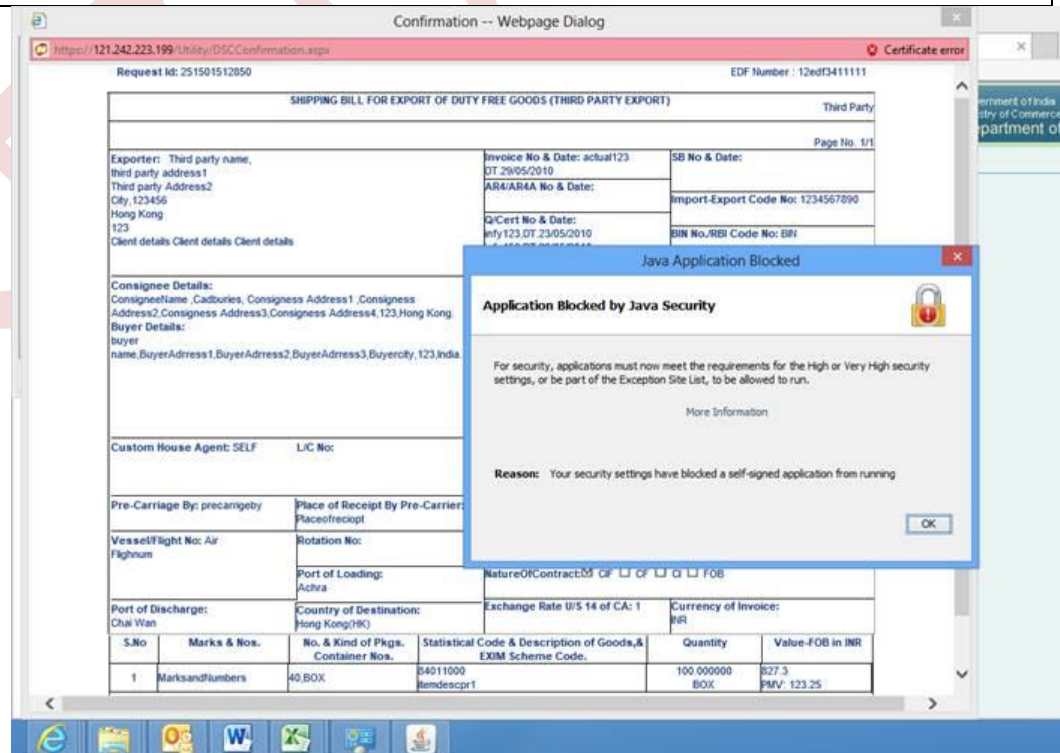 Confirmation -- Webpage Dialog
https://121.242.223.199/Utility/DSCConfirmation.aspx
Certificate error
Request Id: 251501512850
EDF Number : 12edf3411111
SHIPPING BILL FOR EXPORT OF DUTY FREE GOODS (THIRD PARTY EXPORT)
Third Party
Page No. 1/1
Exporter: Third party name,
third party address1
Third party Address2
City,123456
Hong Kong
123
Client details Client details Client details
Invoice No & Date: actual123
DT.29/05/2010
AR4/AR4A No & Date:
Q/Cert No & Date:
infy123,DT.23/05/2010
SB No & Date:
Import-Export Code No: 1234567890
BIN No./RBI Code No: BIN
Consignee Details:
ConsigneeName ,Cadburies, Consigness Address1 ,Consigness
Address2,Consigness Address3,Consigness Address4,123,Hong Kong.
Buyer Details:
buyer
name,BuyerAdrress1,BuyerAdrress2,BuyerAdrress3,Buyercity,123,India.
Custom House Agent: SELF
L/C No:
Pre-Carriage By: precarrigeby
Place of Receipt By Pre-Carrier:
Placeofreciopt
Vessel/Flight No: Air
Flighnum
Rotation No:
Port of Loading:
Achra
NatureOfContract: CIF CF CI FOB
Port of Discharge:
Chai Wan
Country of Destination:
Hong Kong(HK)
Exchange Rate U/S 14 of CA: 1
Currency of Invoice:
INR
S.No Marks & Nos. No. & Kind of Pkgs. Container Nos. Statistical Code & Description of Goods,& EXIM Scheme Code. Quantity Value-FOB in INR
1 MarksandNumbers 40,BOX 84011000 itemdescpr1 100.000000 BOX 827.3 PMV: 123.25
Java Application Blocked
Application Blocked by Java Security
For security, applications must now meet the requirements for the High or Very High security
settings, or be part of the Exception Site List, to be allowed to run.
More Information
Reason: Your security settings have blocked a self-signed application from running
OK
ernment of India
stry of Commerce
epartment of